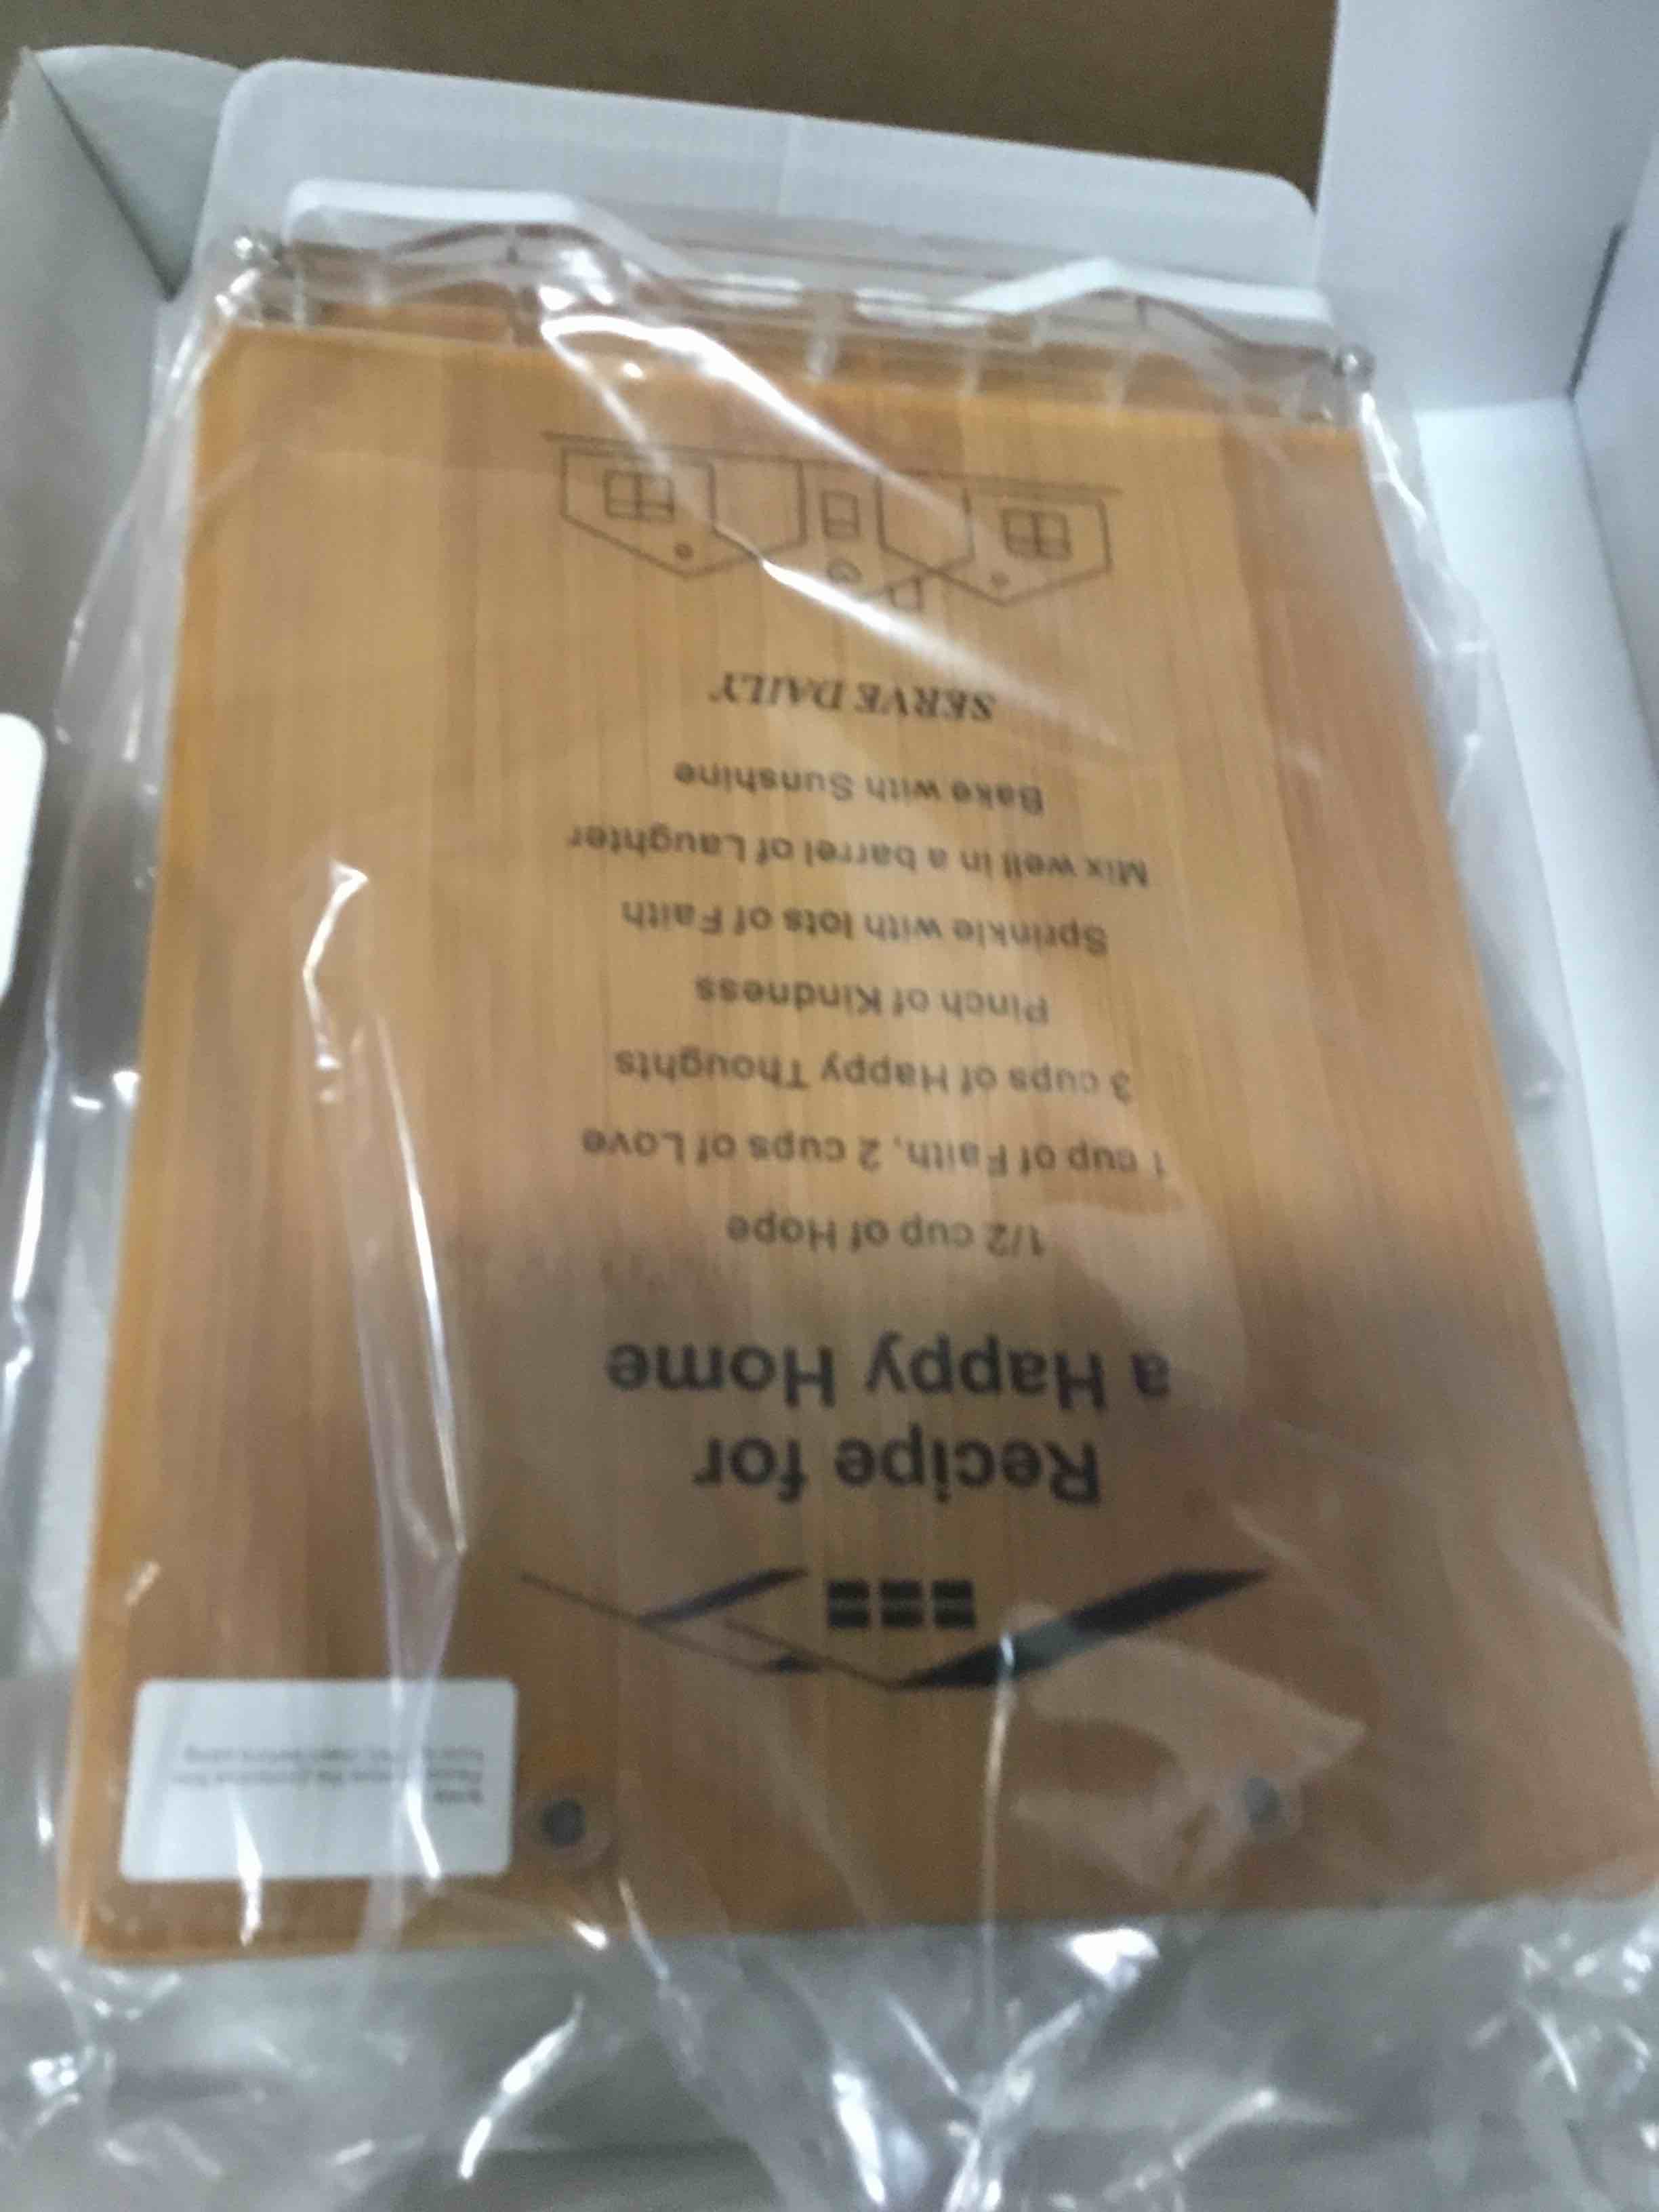 Recipe for
a Happy Home
1/2 cup of Hope
1 cup of Faith, 2 cups of Love
3 cups of Happy Thoughts
Pinch of Kindness
Sprinkle with lots of Faith
Mix well in a barrel of Laughter
Bake with Sunshine
SERVE DAILY